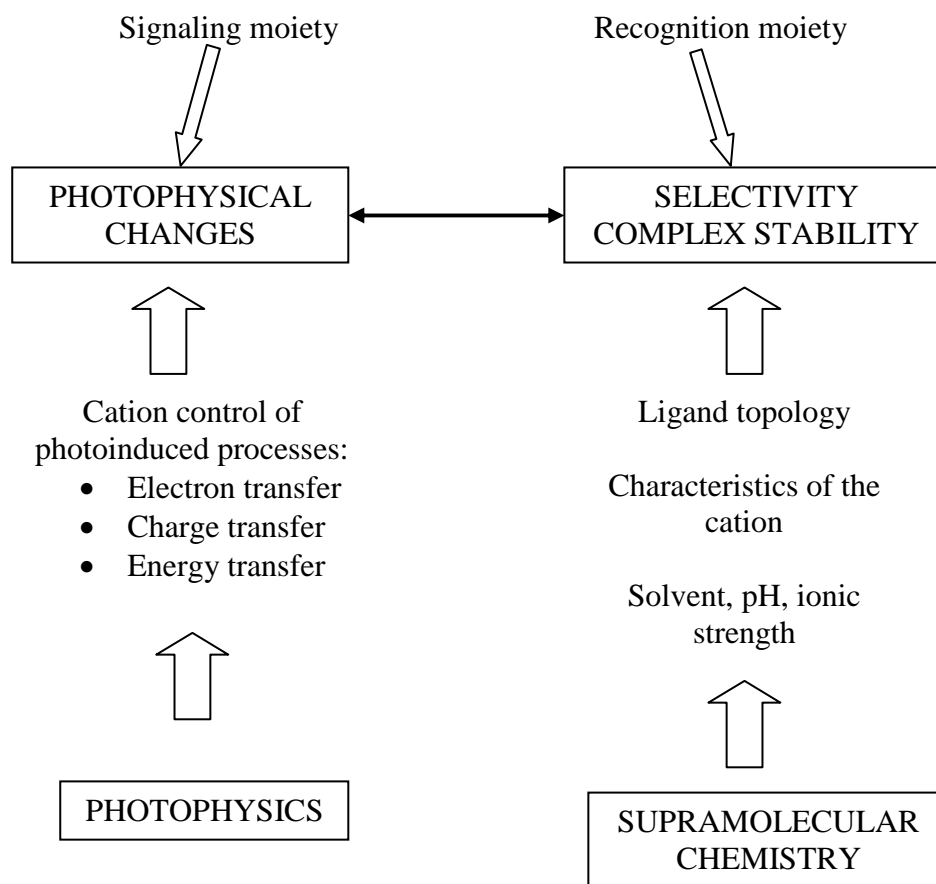 Signaling moiety
Recognition moiety
PHOTOPHYSICAL
CHANGES
SELECTIVITY
COMPLEX STABILITY
Cation control of
photoinduced processes:
• Electron transfer
• Charge transfer
• Energy transfer
Ligand topology
Characteristics of the
cation
Solvent, pH, ionic
strength
PHOTOPHYSICS
SUPRAMOLECULAR
CHEMISTRY